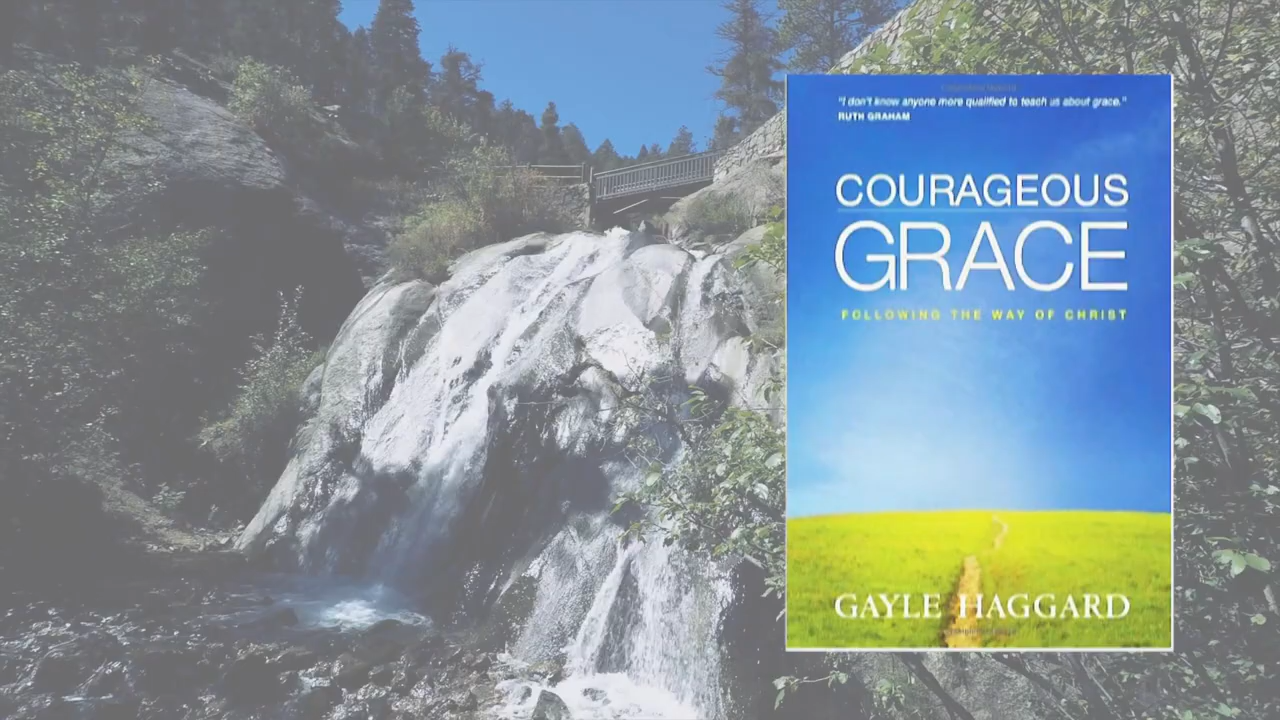 "I don't know anyone more qualified to teach us about grace."
RUTH GRAHAM
COURAGEOUS
GRACE
FOLLOWING THE WAY OF CHRIST
GAYLE HAGGARD